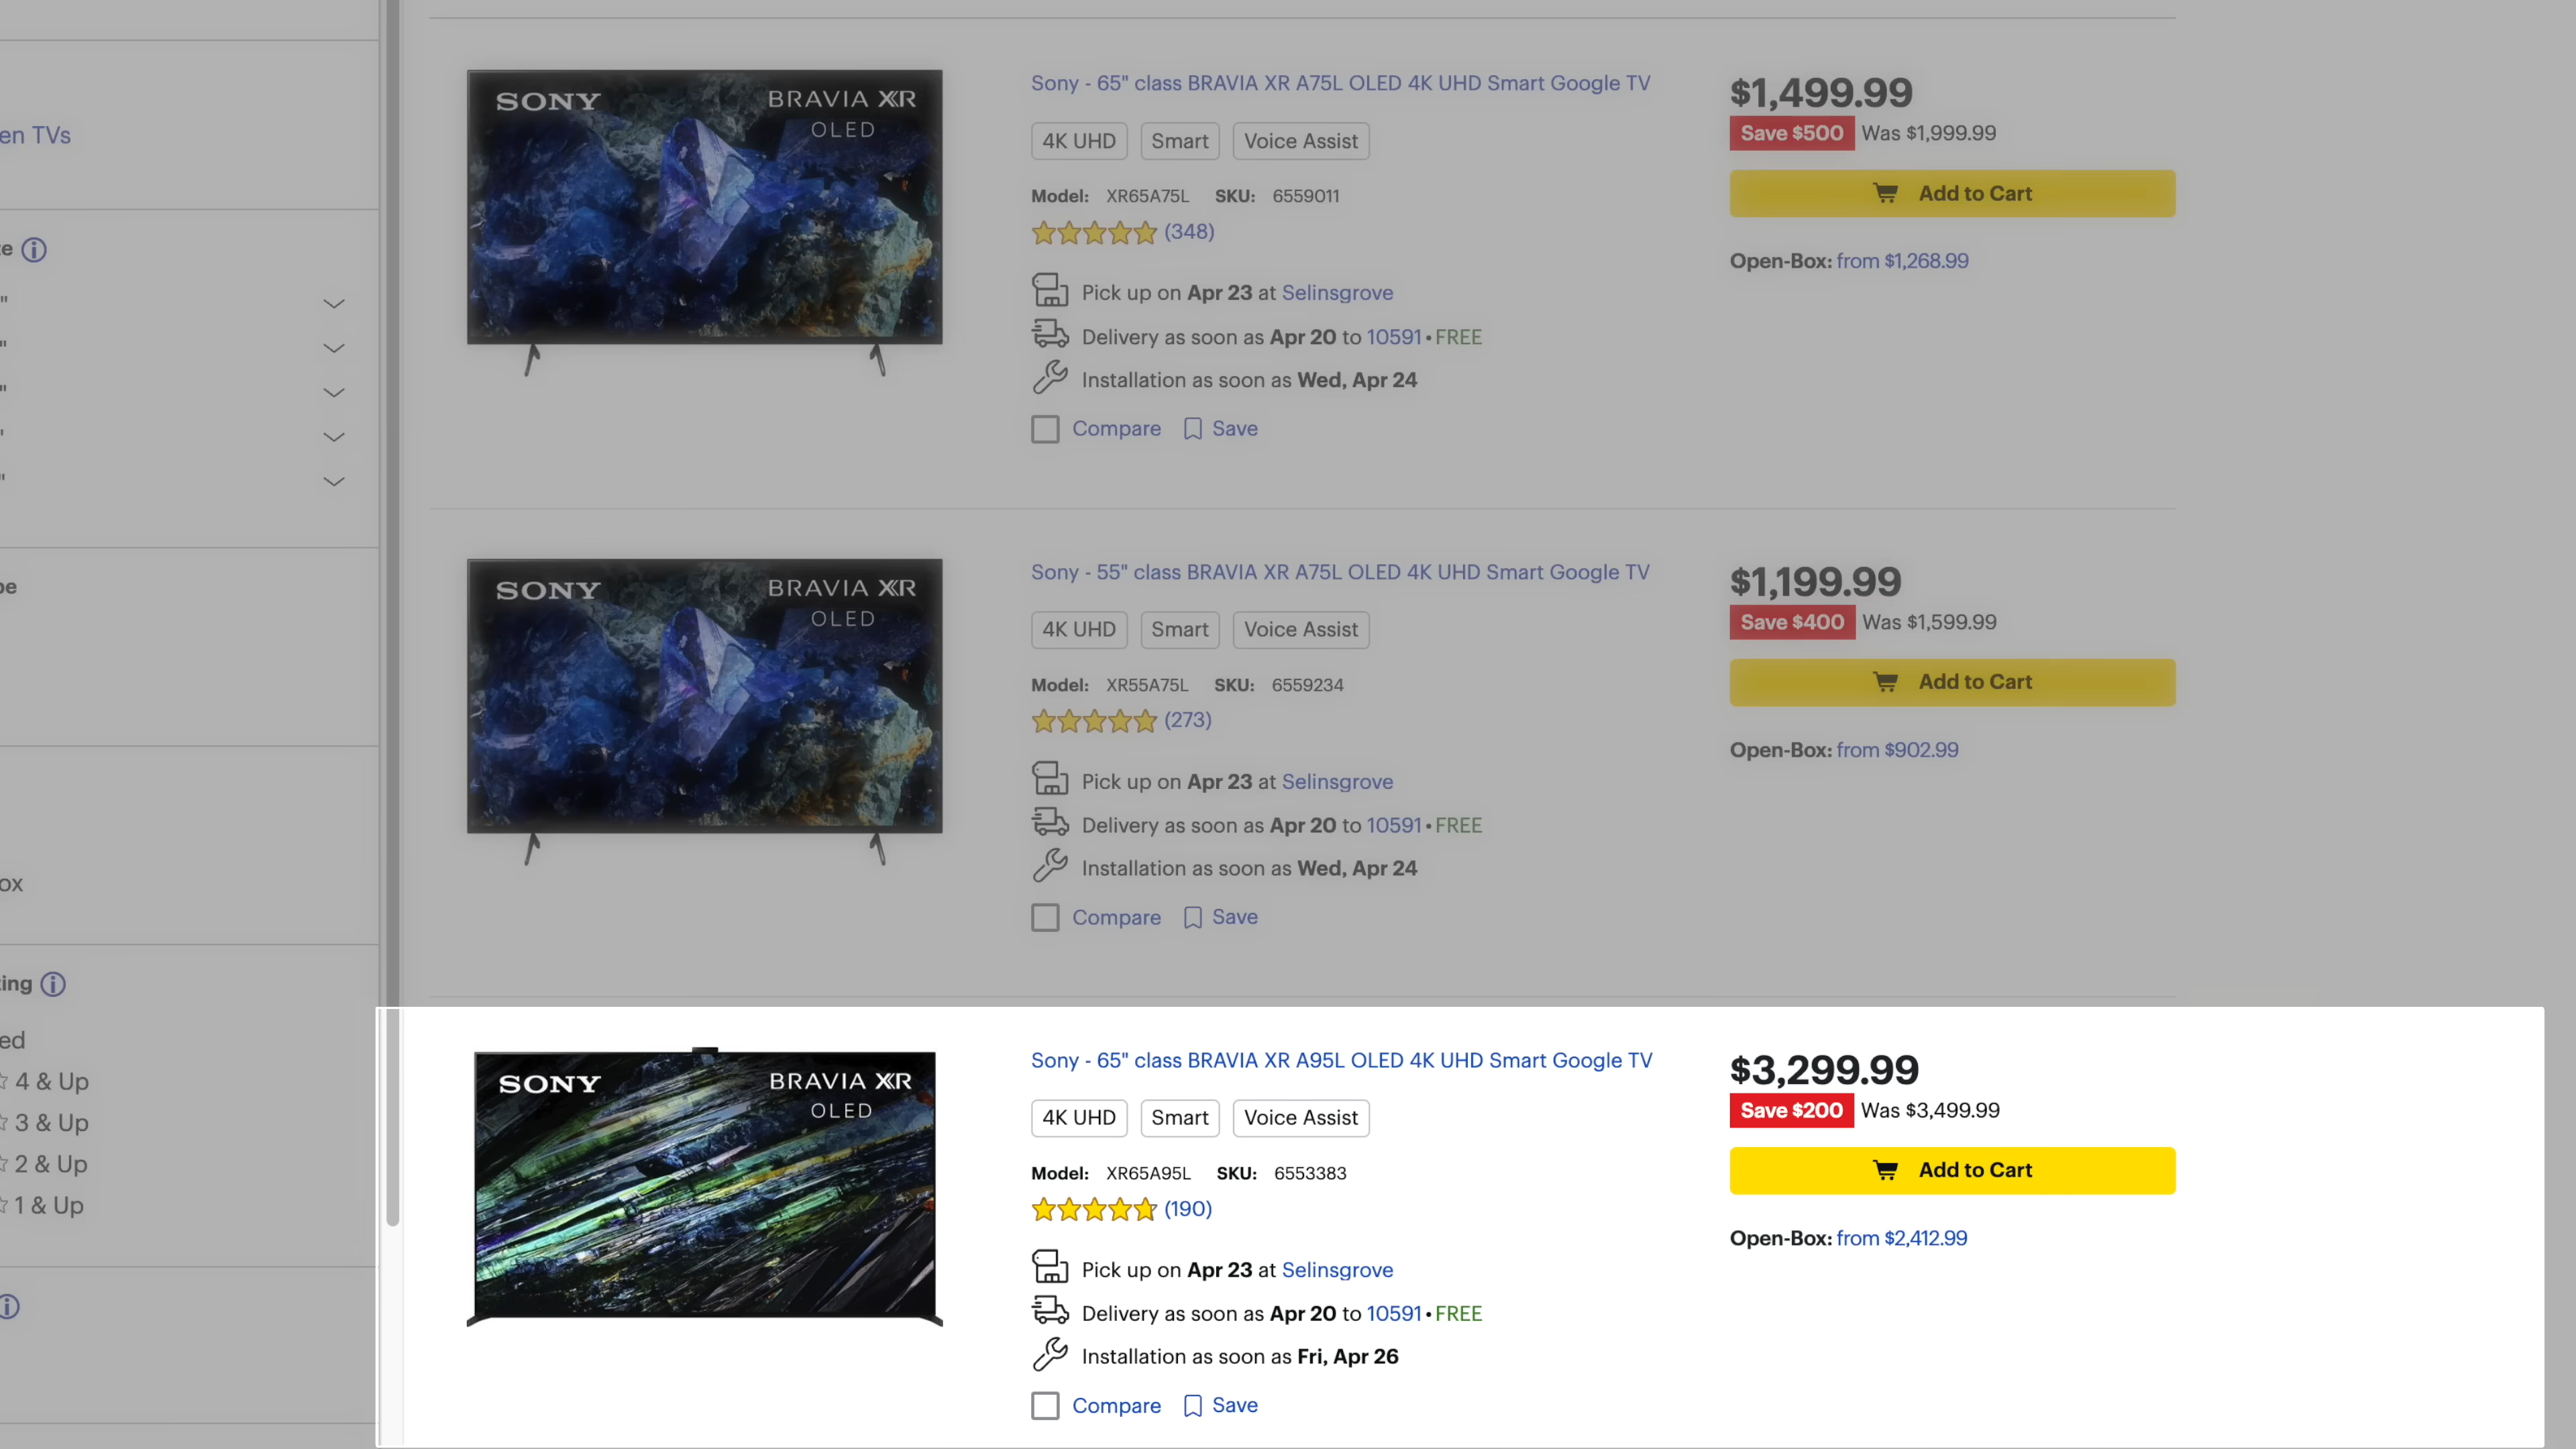 en TVs
e
"
"
"
'
"
pe
ox
ing
ed
4 & Up
3 & Up
2 & Up
1 & Up
SONY
BRAVIA XR
OLED
Sony - 65" class BRAVIA XR A75L OLED 4K UHD Smart Google TV
4K UHD Smart Voice Assist
Model: XR65A75L SKU: 6559011
(348)
Pick up on Apr 23 at Selinsgrove
Delivery as soon as Apr 20 to 10591 • FREE
Installation as soon as Wed, Apr 24
Compare Save
$1,499.99
Save $500 Was $1,999.99
Add to Cart
Open-Box: from $1,268.99
SONY
BRAVIA XR
OLED
Sony - 55" class BRAVIA XR A75L OLED 4K UHD Smart Google TV
4K UHD Smart Voice Assist
Model: XR55A75L SKU: 6559234
(273)
Pick up on Apr 23 at Selinsgrove
Delivery as soon as Apr 20 to 10591 • FREE
Installation as soon as Wed, Apr 24
Compare Save
$1,199.99
Save $400 Was $1,599.99
Add to Cart
Open-Box: from $902.99
SONY
BRAVIA XR
OLED
Sony - 65" class BRAVIA XR A95L OLED 4K UHD Smart Google TV
4K UHD Smart Voice Assist
Model: XR65A95L SKU: 6553383
(190)
Pick up on Apr 23 at Selinsgrove
Delivery as soon as Apr 20 to 10591 • FREE
Installation as soon as Fri, Apr 26
Compare Save
$3,299.99
Save $200 Was $3,499.99
Add to Cart
Open-Box: from $2,412.99